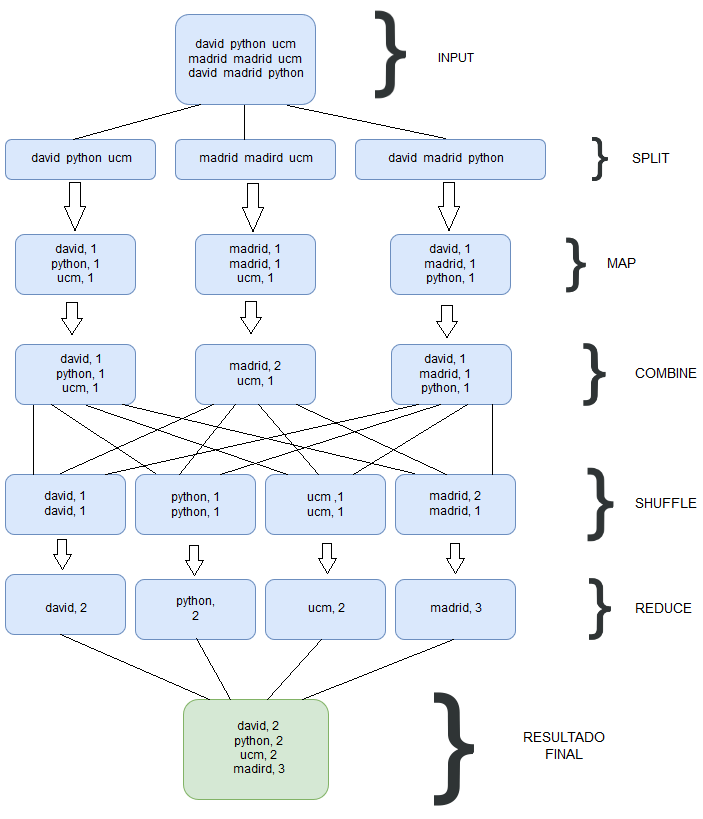 david python ucm
madrid madrid ucm
david madrid python
INPUT
david python ucm
madrid madird ucm
david madrid python
SPLIT
david, 1
python, 1
ucm, 1
madrid, 1
madrid, 1
ucm, 1
david, 1
madrid, 1
python, 1
MAP
david, 1
python, 1
ucm, 1
madrid, 2
ucm, 1
david, 1
madrid, 1
python, 1
COMBINE
david, 1
david, 1
python, 1
python, 1
ucm ,1
ucm, 1
madrid, 2
madrid, 1
SHUFFLE
david, 2
python,
2
ucm, 2
madrid, 3
REDUCE
david, 2
python, 2
ucm, 2
madird, 3
RESULTADO
FINAL